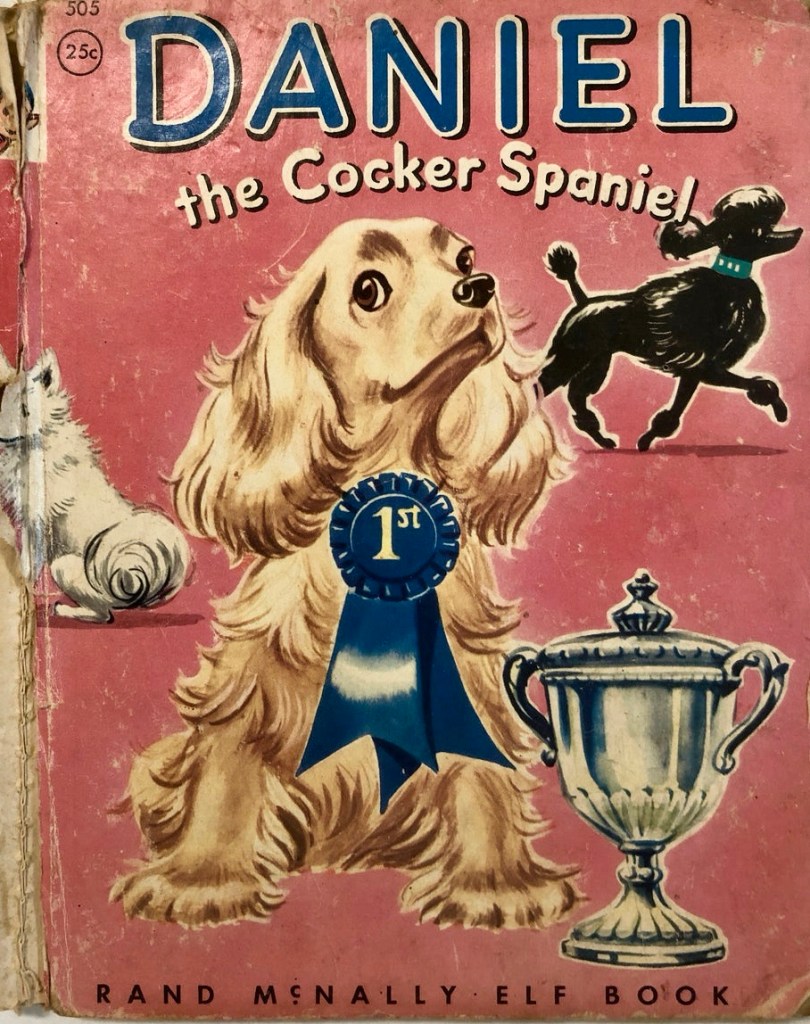 505
25c
DANIEL
the Cocker Spaniel
1st
RAND McNALLY · ELF BOOK